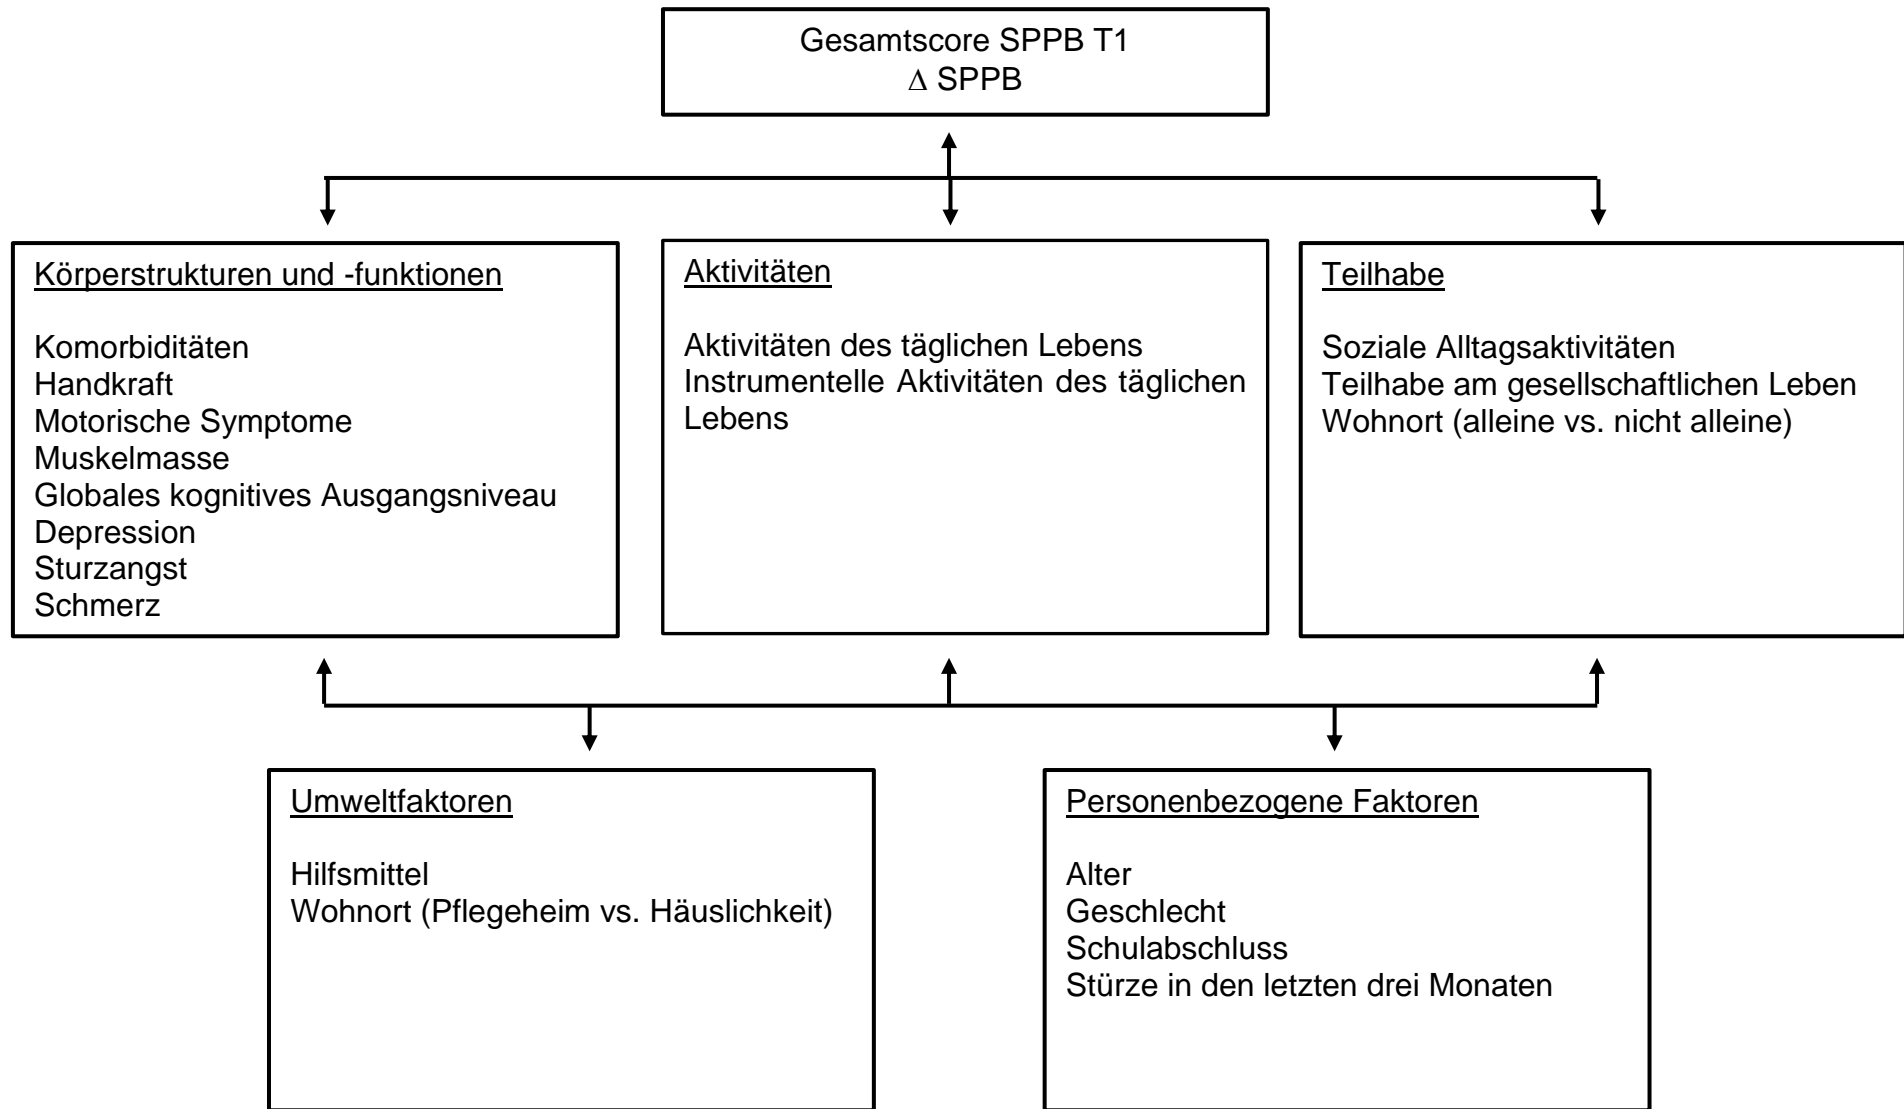 Gesamtscore SPPB T1
Δ SPPB
Körperstrukturen und -funktionen
Komorbiditäten
Handkraft
Motorische Symptome
Muskelmasse
Globales kognitives Ausgangsniveau
Depression
Sturzangst
Schmerz
Aktivitäten
Aktivitäten des täglichen Lebens
Instrumentelle Aktivitäten des täglichen
Lebens
Teilhabe
Soziale Alltagsaktivitäten
Teilhabe am gesellschaftlichen Leben
Wohnort (alleine vs. nicht alleine)
Umweltfaktoren
Hilfsmittel
Wohnort (Pflegeheim vs. Häuslichkeit)
Personenbezogene Faktoren
Alter
Geschlecht
Schulabschluss
Stürze in den letzten drei Monaten